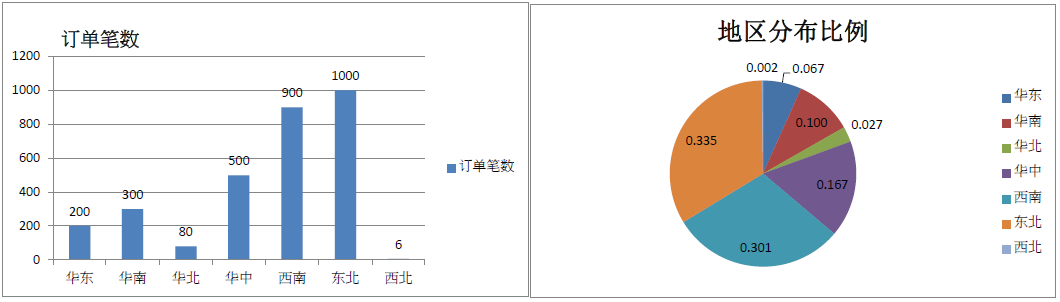 订单笔数
1200
1000
800
600
400
200
0
200
300
80
500
900
1000
6
华东 华南 华北 华中 西南 东北 西北
订单笔数
地区分布比例
0.002
0.067
0.100
0.027
0.167
0.301
0.335
华东
华南
华北
华中
西南
东北
西北